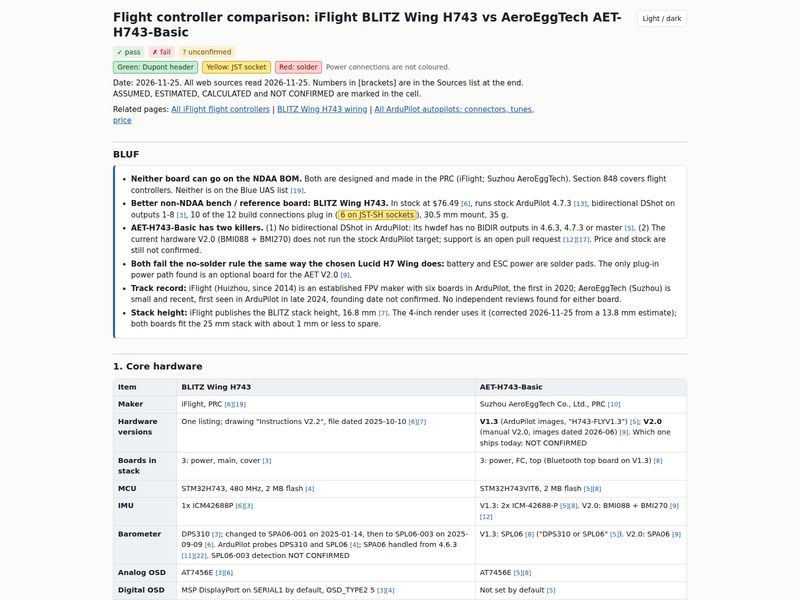 Flight controller comparison: iFlight BLITZ Wing H743 vs AeroEggTech AET-
H743-Basic
Light / dark
✓ pass ✗ fail ? unconfirmed
Green: Dupont header Yellow: JST socket Red: solder Power connections are not coloured.
Date: 2026-11-25. All web sources read 2026-11-25. Numbers in [brackets] are in the Sources list at the end.
ASSUMED, ESTIMATED, CALCULATED and NOT CONFIRMED are marked in the cell.
Related pages: All iFlight flight controllers | BLITZ Wing H743 wiring | All ArduPilot autopilots: connectors, tunes,
price
BLUF
• Neither board can go on the NDAA BOM. Both are designed and made in the PRC (iFlight; Suzhou AeroEggTech). Section 848 covers flight
controllers. Neither is on the Blue UAS list [19].
• Better non-NDAA bench / reference board: BLITZ Wing H743. In stock at $76.49 [6], runs stock ArduPilot 4.7.3 [13], bidirectional DShot on
outputs 1-8 [3], 10 of the 12 build connections plug in (6 on JST-SH sockets), 30.5 mm mount, 35 g.
• AET-H743-Basic has two killers. (1) No bidirectional DShot in ArduPilot: its hwdef has no BIDIR outputs in 4.6.3, 4.7.3 or master [5]. (2) The
current hardware V2.0 (BMI088 + BMI270) does not run the stock ArduPilot target; support is an open pull request [12][17]. Price and stock are
still not confirmed.
• Both fail the no-solder rule the same way the chosen Lucid H7 Wing does: battery and ESC power are solder pads. The only plug-in
power path found is an optional board for the AET V2.0 [9].
• Track record: iFlight (Huizhou, since 2014) is an established FPV maker with six boards in ArduPilot, the first in 2020; AeroEggTech (Suzhou) is
small and recent, first seen in ArduPilot in late 2024, founding date not confirmed. No independent reviews found for either board.
• Stack height: iFlight publishes the BLITZ stack height, 16.8 mm [7]. The 4-inch render uses it (corrected 2026-11-25 from a 13.8 mm estimate);
both boards fit the 25 mm stack with about 1 mm or less to spare.
1. Core hardware
Item BLITZ Wing H743 AET-H743-Basic
Maker iFlight, PRC [6][19] Suzhou AeroEggTech Co., Ltd., PRC [10]
Hardware
versions
One listing; drawing "Instructions V2.2", file dated 2025-10-10 [6][7]
V1.3 (ArduPilot images, "H743-FLYV1.3") [5]; V2.0
(manual V2.0, images dated 2026-06) [9]. Which one
ships today: NOT CONFIRMED
Boards in
stack
3: power, main, cover [3]
3: power, FC, top (Bluetooth top board on V1.3) [8]
MCU STM32H743, 480 MHz, 2 MB flash [4] STM32H743VIT6, 2 MB flash [5][8]
IMU 1x ICM42688P [6][3]
V1.3: 2x ICM-42688-P [5][8]. V2.0: BMI088 + BMI270 [9]
[12]
Barometer
DPS310 [3]; changed to SPA06-001 on 2025-01-14, then to SPL06-003 on 2025-
09-09 [6]. ArduPilot probes DPS310 and SPL06 [4]; SPA06 handled from 4.6.3
[11][22]. SPL06-003 detection NOT CONFIRMED
V1.3: SPL06 [8] ("DPS310 or SPL06" [5]). V2.0: SPA06 [9]
Analog OSD AT7456E [3][6] AT7456E [5][8]
Digital OSD MSP DisplayPort on SERIAL1 by default, OSD_TYPE2 5 [3][4] Not set by default [5]